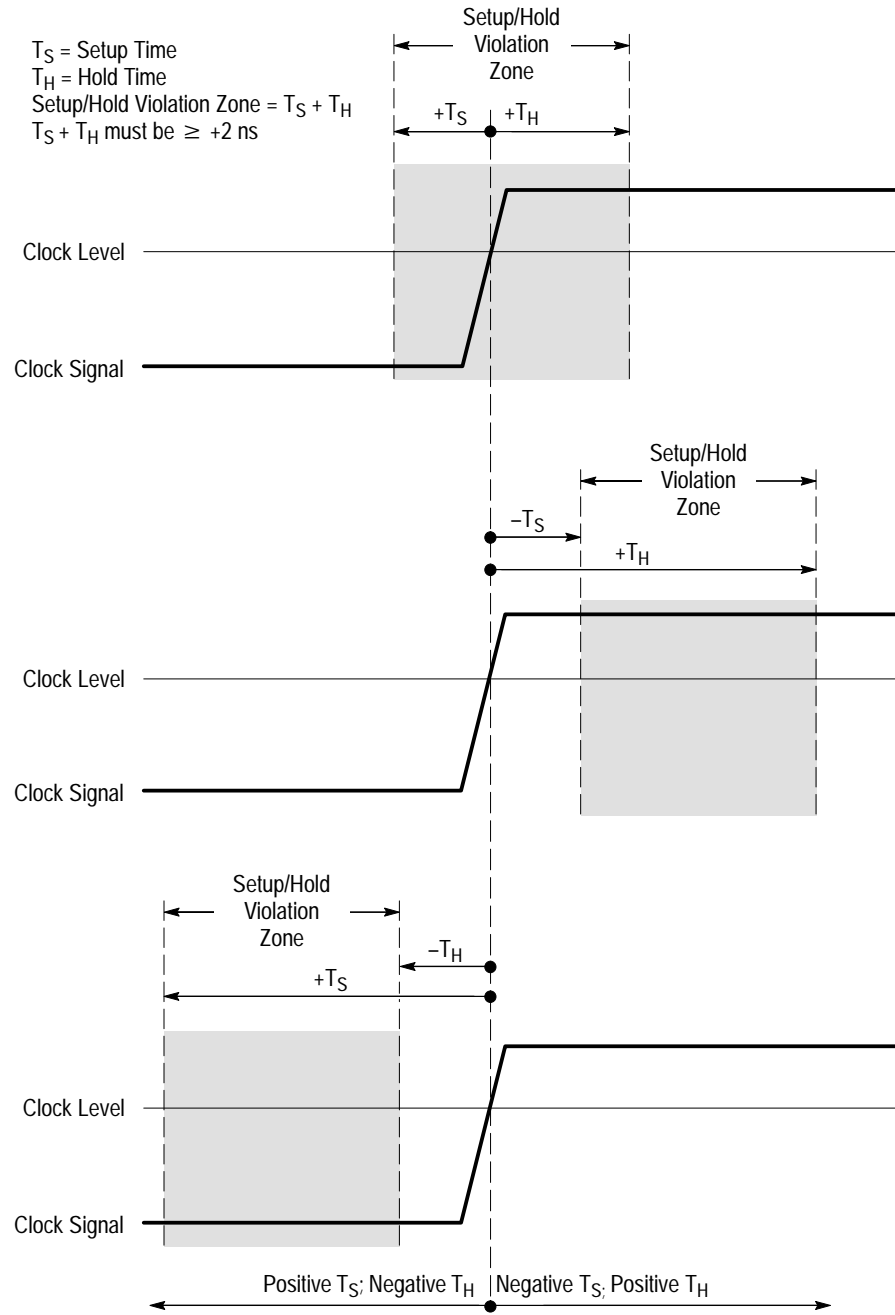 Setup/Hold
Violation
Zone
T_S = Setup Time
T_H = Hold Time
Setup/Hold Violation Zone = T_S + T_H
T_S + T_H must be ≥ +2 ns
+T_S
+T_H
Clock Level
Clock Signal
Setup/Hold
Violation
Zone
–T_S
+T_H
Clock Level
Clock Signal
Setup/Hold
Violation
Zone
–T_H
+T_S
Clock Level
Clock Signal
Positive T_S; Negative T_H
Negative T_S; Positive T_H